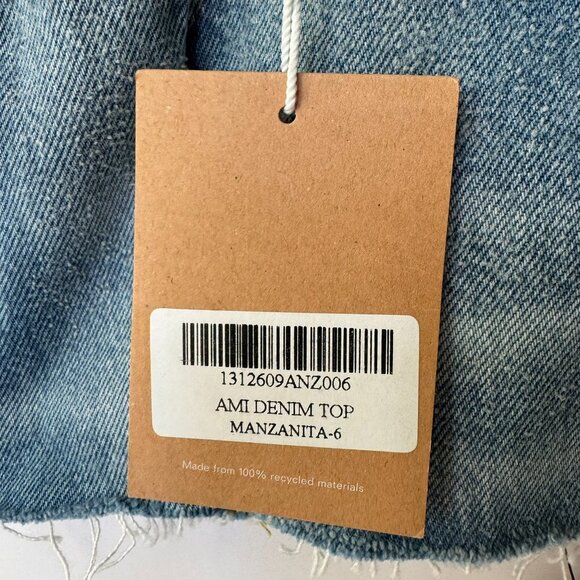 1312609ANZ006
AMI DENIM TOP
MANZANITA-6
Made from 100% recycled materials